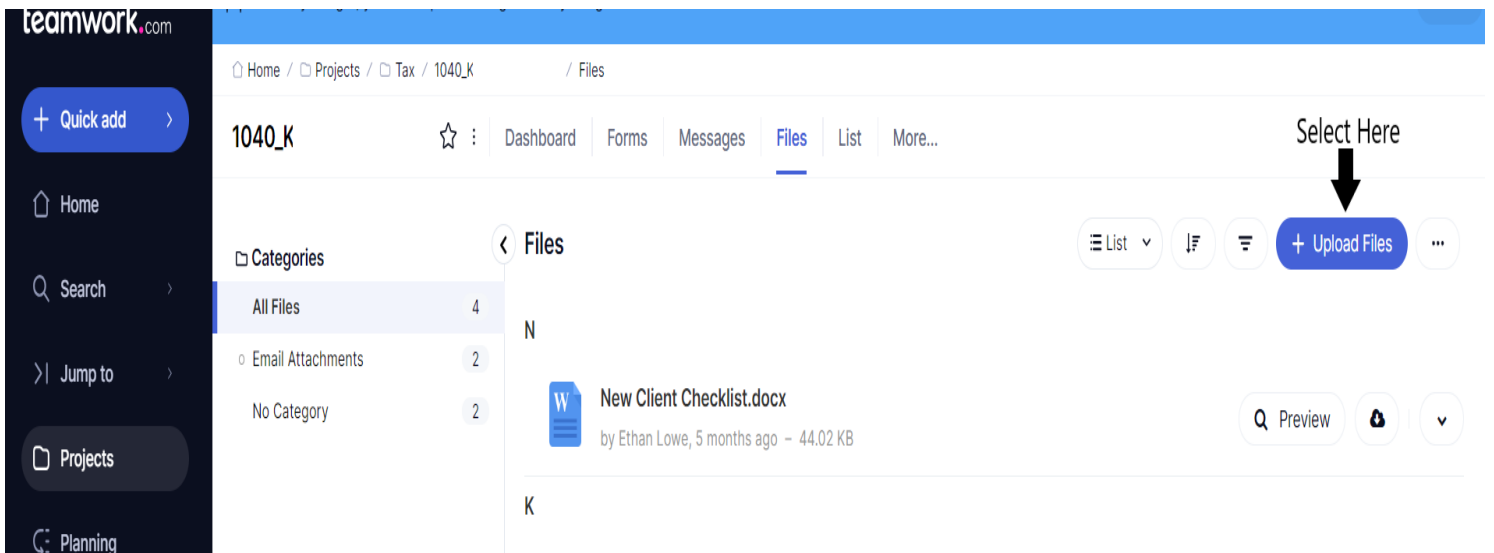 teamwork.com
Home / Projects / Tax / 1040_K / Files
Quick add
1040_K
Dashboard Forms Messages Files List More...
Select Here
Home
Search
Jump to
Projects
Planning
Categories
All Files 4
Email Attachments 2
No Category 2
Files
List
+ Upload Files
...
N
New Client Checklist.docx
by Ethan Lowe, 5 months ago – 44.02 KB
Preview
K